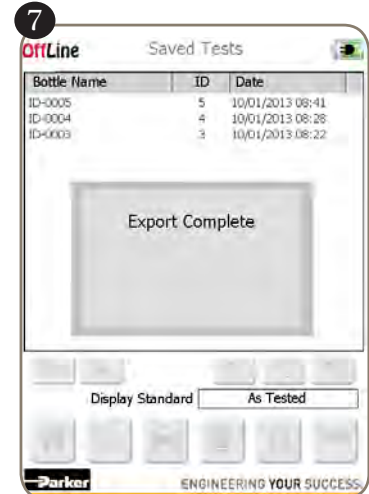 7
OffLine Saved Tests
Bottle Name ID Date
ID-0005 5 10/01/2013 08:41
ID-0004 4 10/01/2013 08:28
ID-0003 3 10/01/2013 08:22
Export Complete
Display Standard As Tested
Parker ENGINEERING YOUR SUCCESS.